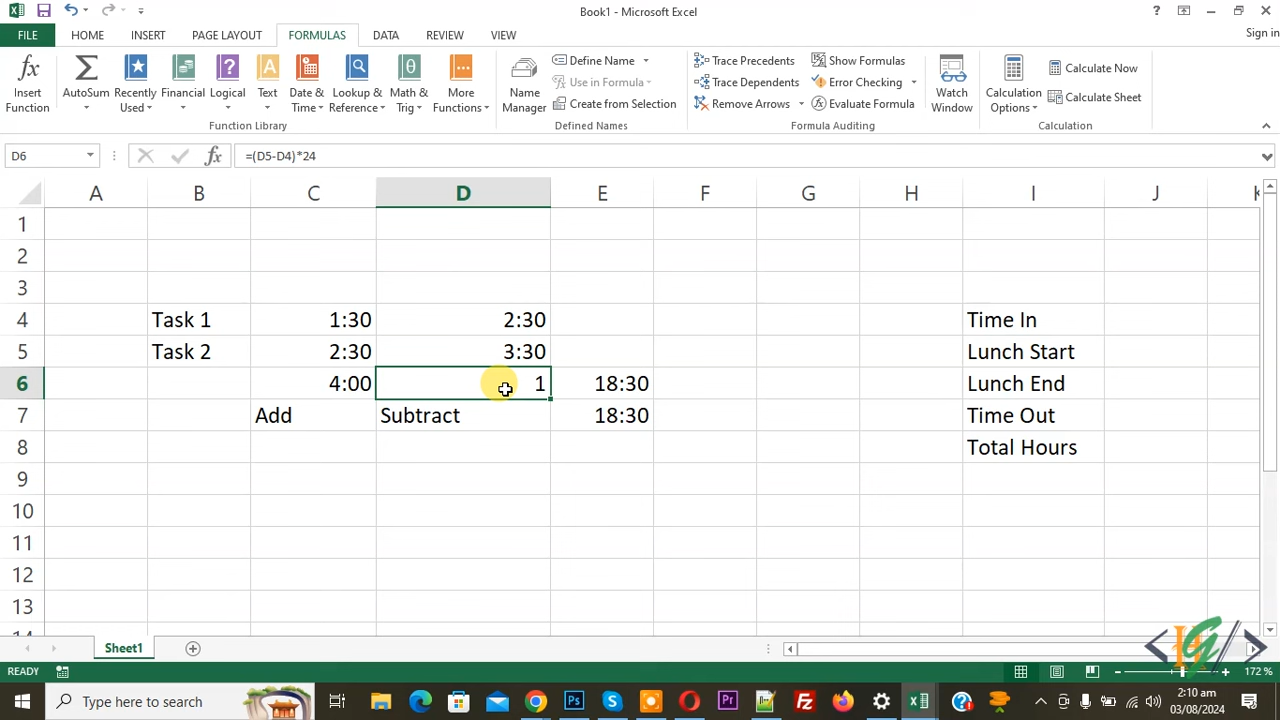 Book1 - Microsoft Excel
?
Sign in
FILE HOME INSERT PAGE LAYOUT FORMULAS DATA REVIEW VIEW
Insert Function
AutoSum
Recently Used
Financial
Logical
Text
Date & Time
Lookup & Reference
Math & Trig
More Functions
Function Library
Name Manager
Define Name
Use in Formula
Create from Selection
Defined Names
Trace Precedents
Trace Dependents
Remove Arrows
Show Formulas
Error Checking
Evaluate Formula
Formula Auditing
Watch Window
Calculation Options
Calculate Now
Calculate Sheet
Calculation
D6 fx =(D5-D4)*24
A B C D E F G H I J K
1
2
3
4 Task 1 1:30 2:30 Time In
5 Task 2 2:30 3:30 Lunch Start
6 4:00 1 18:30 Lunch End
7 Add Subtract 18:30 Time Out
8 Total Hours
9
10
11
12
13
14
Sheet1
READY 172 %
Type here to search
2:10 am
03/08/2024